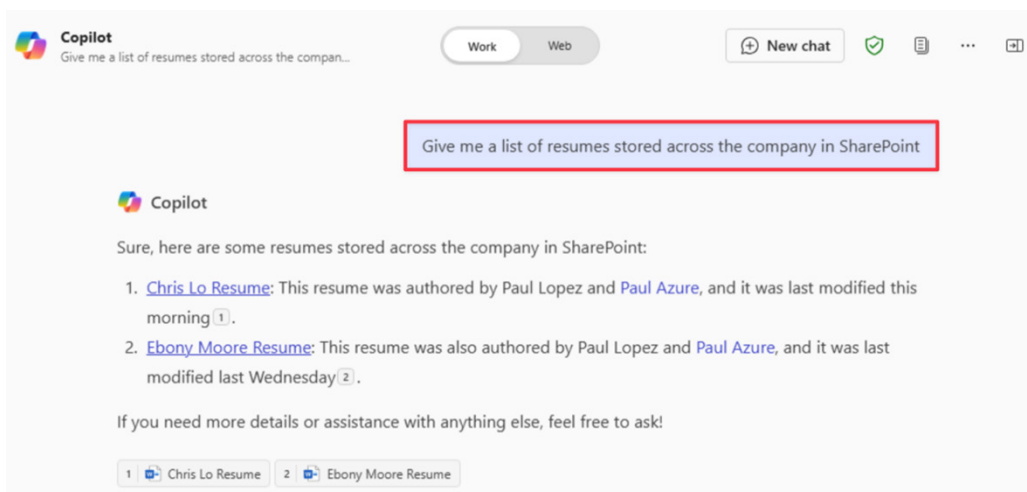 Copilot
Give me a list of resumes stored across the compan...
Work
Web
New chat
Give me a list of resumes stored across the company in SharePoint
Copilot
Sure, here are some resumes stored across the company in SharePoint:
1. Chris Lo Resume: This resume was authored by Paul Lopez and Paul Azure, and it was last modified this
morning 1.
2. Ebony Moore Resume: This resume was also authored by Paul Lopez and Paul Azure, and it was last
modified last Wednesday 2.
If you need more details or assistance with anything else, feel free to ask!
1 Chris Lo Resume 2 Ebony Moore Resume